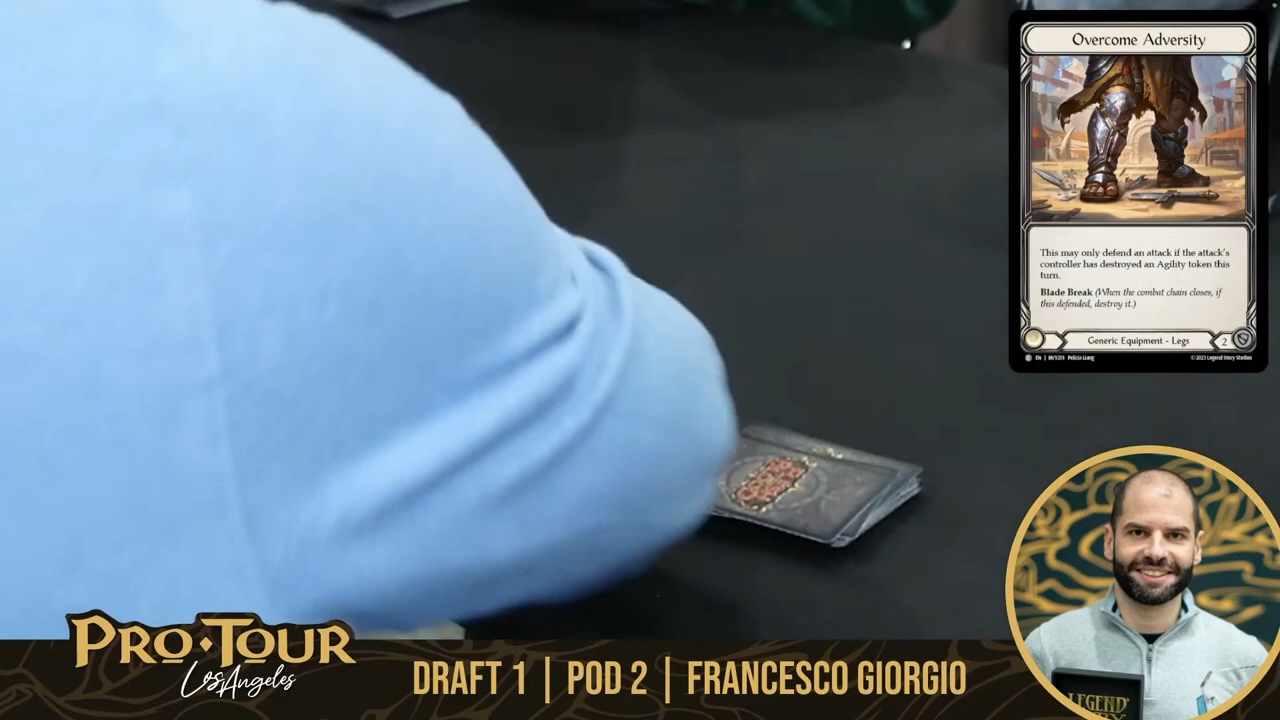 Overcome Adversity
This may only defend an attack if the attack's
controller has destroyed an Agility token this
turn.
Blade Break (When the combat chain closes, if
this defended, destroy it.)
Generic Equipment - Legs
2
PRO TOUR
Los Angeles
DRAFT 1 | POD 2 | FRANCESCO GIORGIO
LEGEND